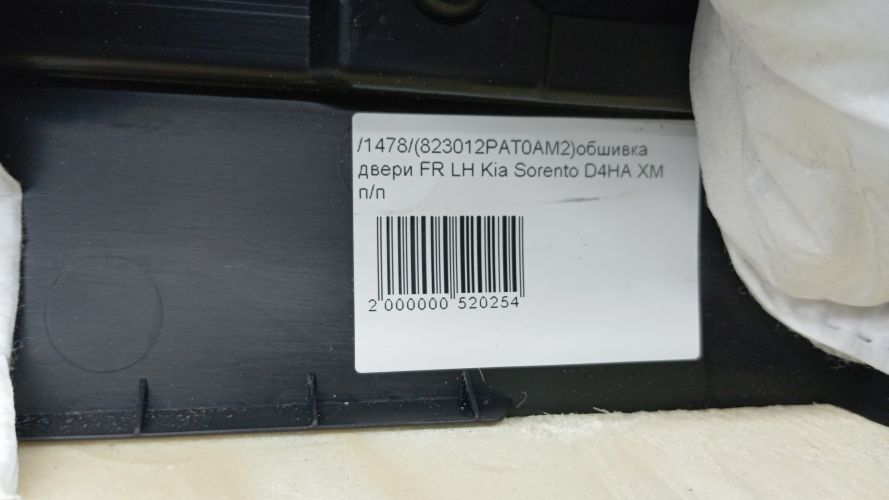 /1478/(823012PAT0AM2)обшивка
двери FR LH Kia Sorento D4HA XM
п/п
2 000000 520254